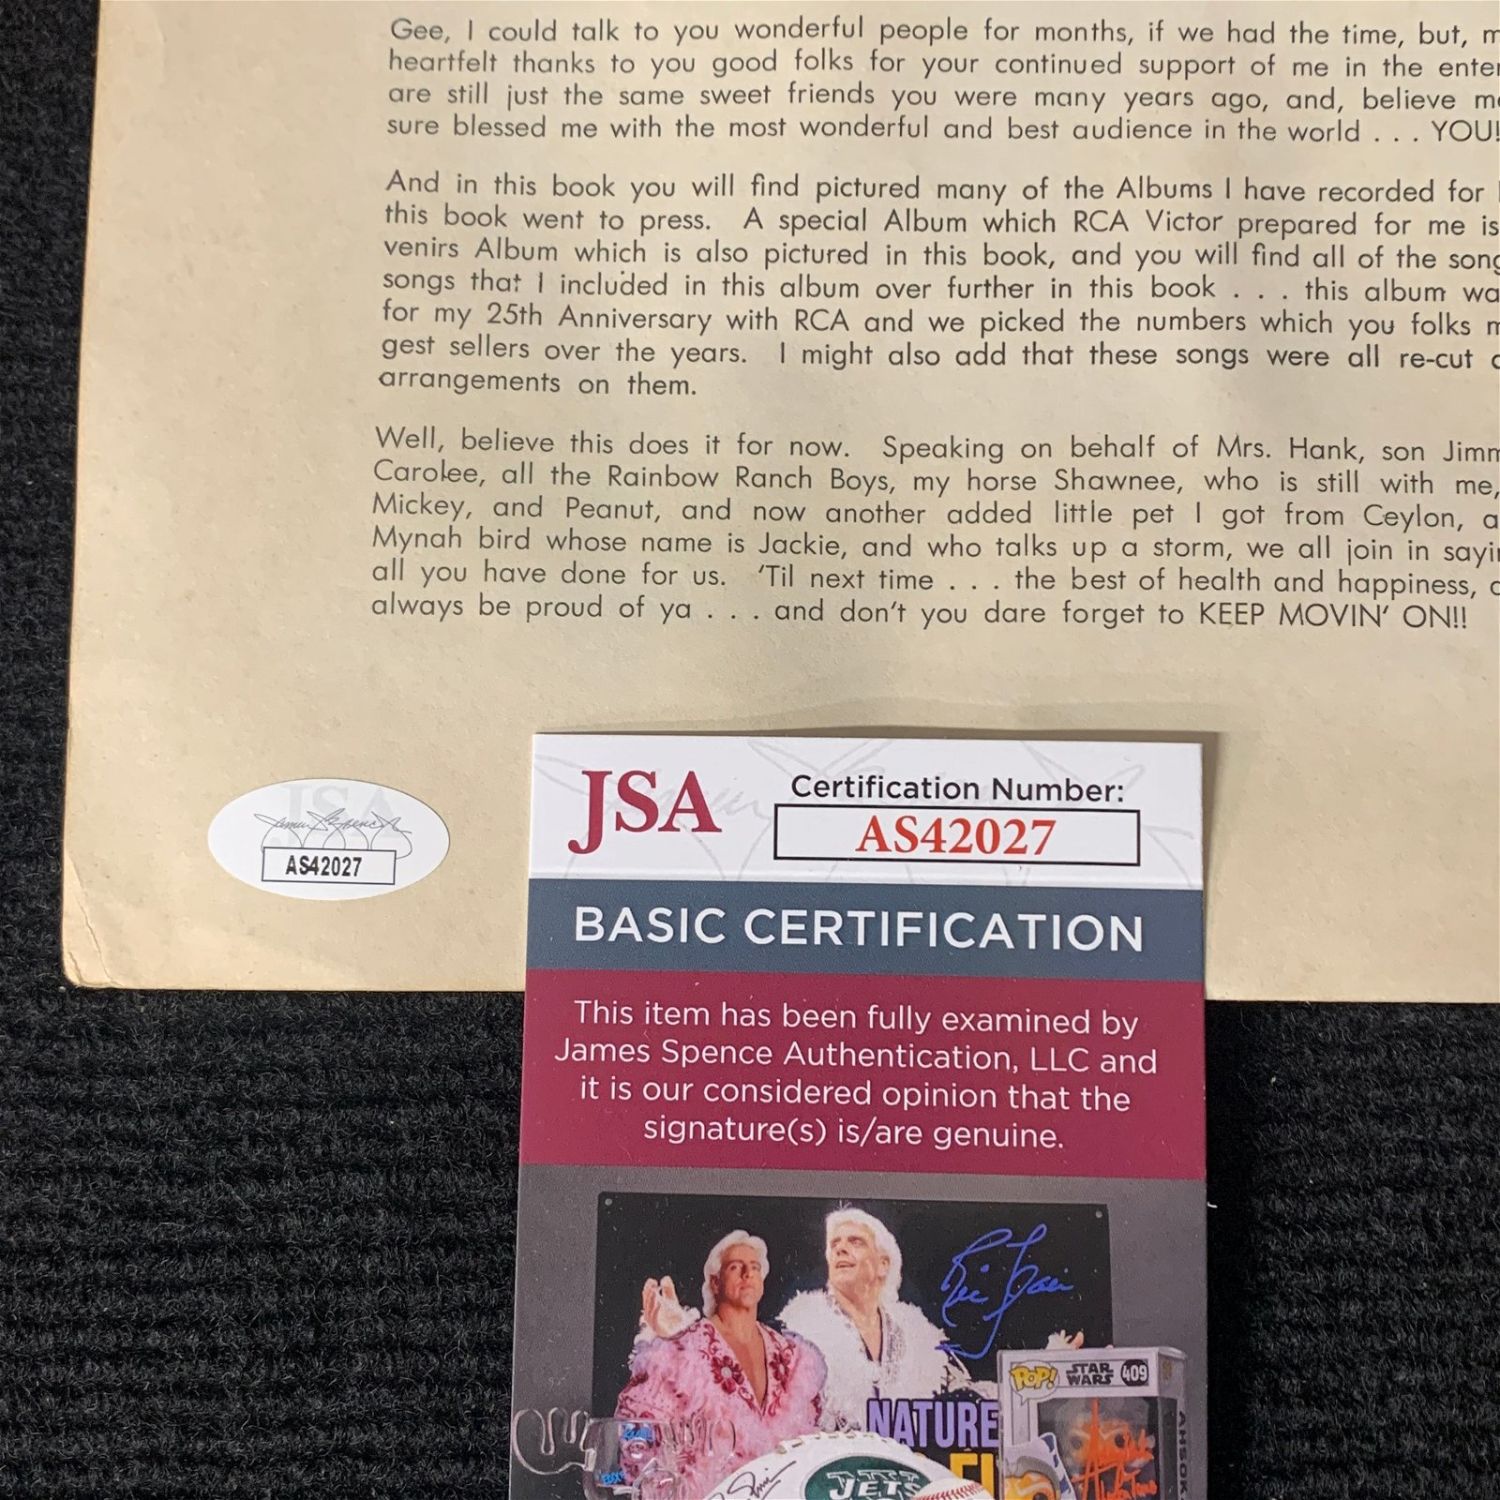 Gee, I could talk to you wonderful people for months, if we had the time, but,
heartfelt thanks to you good folks for your continued support of me in the
are still just the same sweet friends you were many years ago, and, believe
sure blessed me with the most wonderful and best audience in the world . . . YOU!
And in this book you will find pictured many of the Albums I have recorded for
this book went to press. A special Album which RCA Victor prepared for me is
venirs Album which is also pictured in this book, and you will find all of the
songs that I included in this album over further in this book . . . this album
for my 25th Anniversary with RCA and we picked the numbers which you folks
gest sellers over the years. I might also add that these songs were all re-cut
arrangements on them.
Well, believe this does it for now. Speaking on behalf of Mrs. Hank, son
Carolee, all the Rainbow Ranch Boys, my horse Shawnee, who is still with me,
Mickey, and Peanut, and now another added little pet I got from Ceylon,
Mynah bird whose name is Jackie, and who talks up a storm, we all join in
all you have done for us. 'Til next time . . . the best of health and happiness,
always be proud of ya . . . and don't you dare forget to KEEP MOVIN' ON!!
JSA
James Spence
AS42027
JSA
Certification Number:
AS42027
BASIC CERTIFICATION
This item has been fully examined by
James Spence Authentication, LLC and
it is our considered opinion that the
signature(s) is/are genuine.
Ric Flair
POP! STAR WARS 409
NATURE
JETS